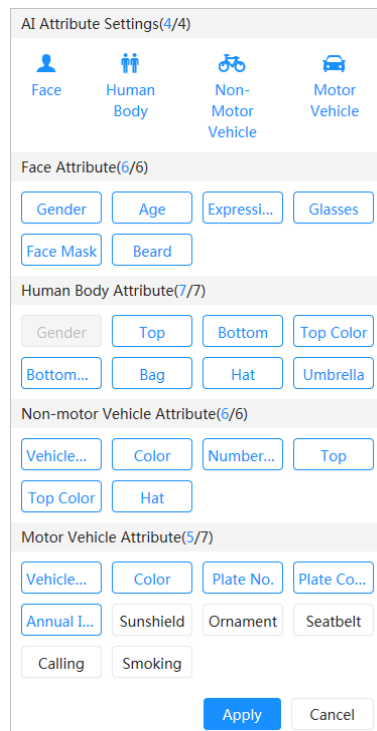 AI Attribute Settings(4/4)
Face Human Non- Motor
Body Motor Vehicle
Vehicle
Face Attribute(6/6)
Gender Age Expressi... Glasses
Face Mask Beard
Human Body Attribute(7/7)
Gender Top Bottom Top Color
Bottom... Bag Hat Umbrella
Non-motor Vehicle Attribute(6/6)
Vehicle... Color Number... Top
Top Color Hat
Motor Vehicle Attribute(5/7)
Vehicle... Color Plate No. Plate Co...
Annual I... Sunshield Ornament Seatbelt
Calling Smoking
Apply Cancel